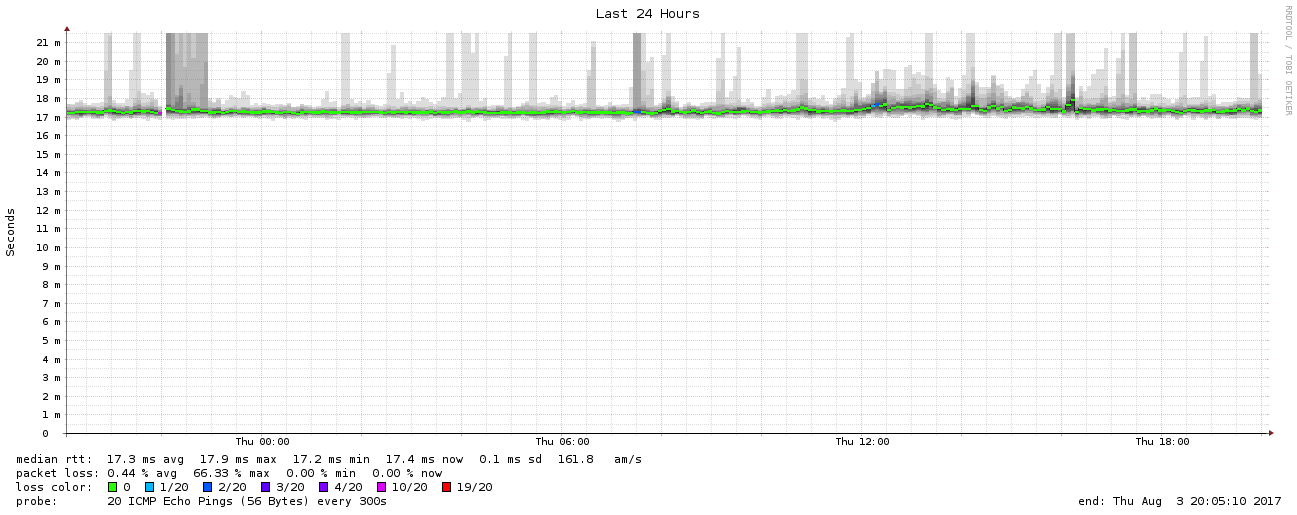 Last 24 Hours
RRDTOOL / TOBI OETIKER
Seconds
21 m
20 m
19 m
18 m
17 m
16 m
15 m
14 m
13 m
12 m
11 m
10 m
9 m
8 m
7 m
6 m
5 m
4 m
3 m
2 m
1 m
0
Thu 00:00 Thu 06:00 Thu 12:00 Thu 18:00
median rtt: 17.3 ms avg 17.9 ms max 17.2 ms min 17.4 ms now 0.1 ms sd 161.8 am/s
packet loss: 0.44 % avg 66.33 % max 0.00 % min 0.00 % now
loss color: 0 1/20 2/20 3/20 4/20 10/20 19/20
probe: 20 ICMP Echo Pings (56 Bytes) every 300s end: Thu Aug 3 20:05:10 2017